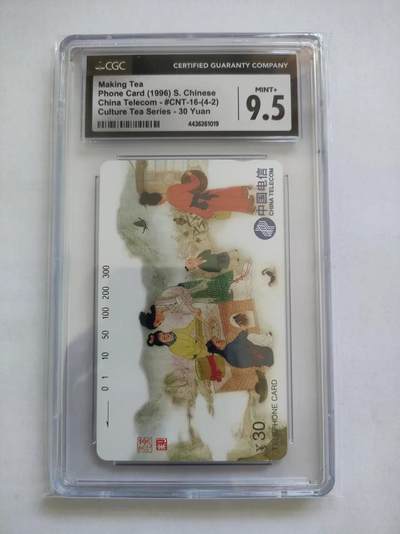 CGC CERTIFIED GUARANTY COMPANY
Making Tea
Phone Card (1996) S. Chinese
China Telecom - #CNT-16-(4-2)
Culture Tea Series - 30 Yuan
4436361019
MINT+
9.5
中国电信
CHINA TELECOM
0 1 10 50 100 200 300
¥30
TELEPHONE CARD